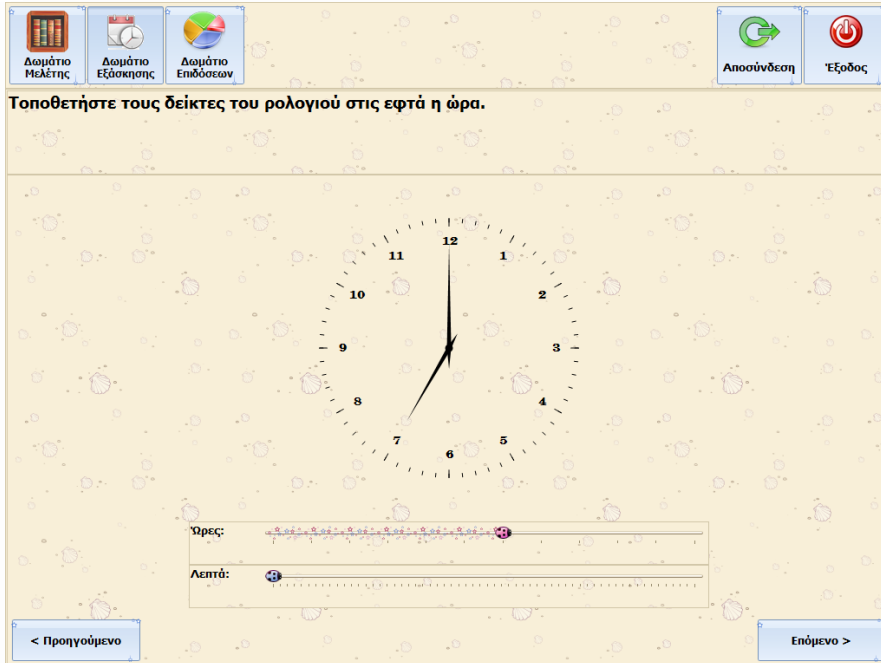 Δωμάτιο Μελέτης
Δωμάτιο Εξάσκησης
Δωμάτιο Επιδόσεων
Αποσύνδεση
Έξοδος
Τοποθετήστε τους δείκτες του ρολογιού στις εφτά η ώρα.
12
11
1
10
2
9
3
8
4
7
5
6
Ώρες:
Λεπτά:
< Προηγούμενο
Επόμενο >